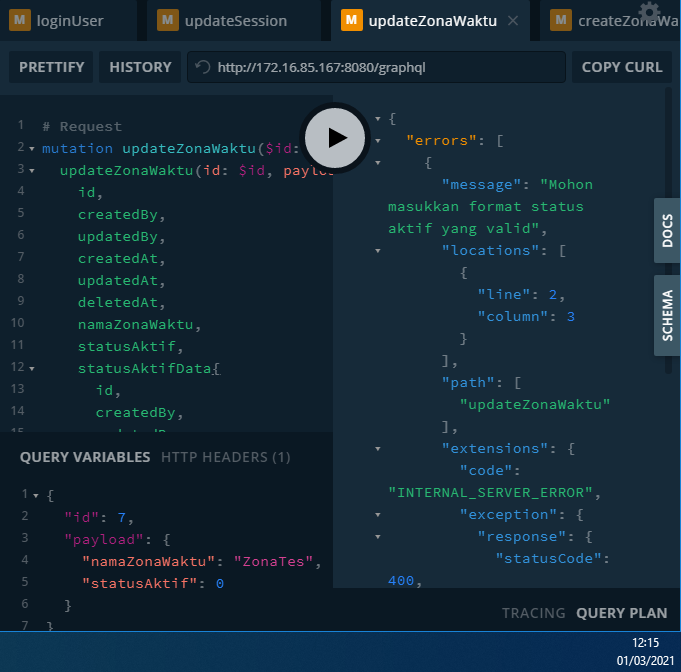 M loginUser
M updateSession
M updateZonaWaktu ×
M createZonaWa
PRETTIFY
HISTORY
http://172.16.85.167:8080/graphql
COPY CURL
1 # Request
2 mutation updateZonaWaktu($id:
3 updateZonaWaktu(id: $id, paylo
4 id,
5 createdBy,
6 updatedBy,
7 createdAt,
8 updatedAt,
9 deletedAt,
10 namaZonaWaktu,
11 statusAktif,
12 statusAktifData{
13 id,
14 createdBy,
{
"errors": [
{
"message": "Mohon
masukkan format status
aktif yang valid",
"locations": [
{
"line": 2,
"column": 3
}
],
"path": [
"updateZonaWaktu"
],
"extensions": {
"code":
"INTERNAL_SERVER_ERROR",
"exception": {
"response": {
"statusCode":
400,
DOCS
SCHEMA
QUERY VARIABLES HTTP HEADERS (1)
1 {
2 "id": 7,
3 "payload": {
4 "namaZonaWaktu": "ZonaTes",
5 "statusAktif": 0
6 }
7 }
TRACING QUERY PLAN
12:15
01/03/2021